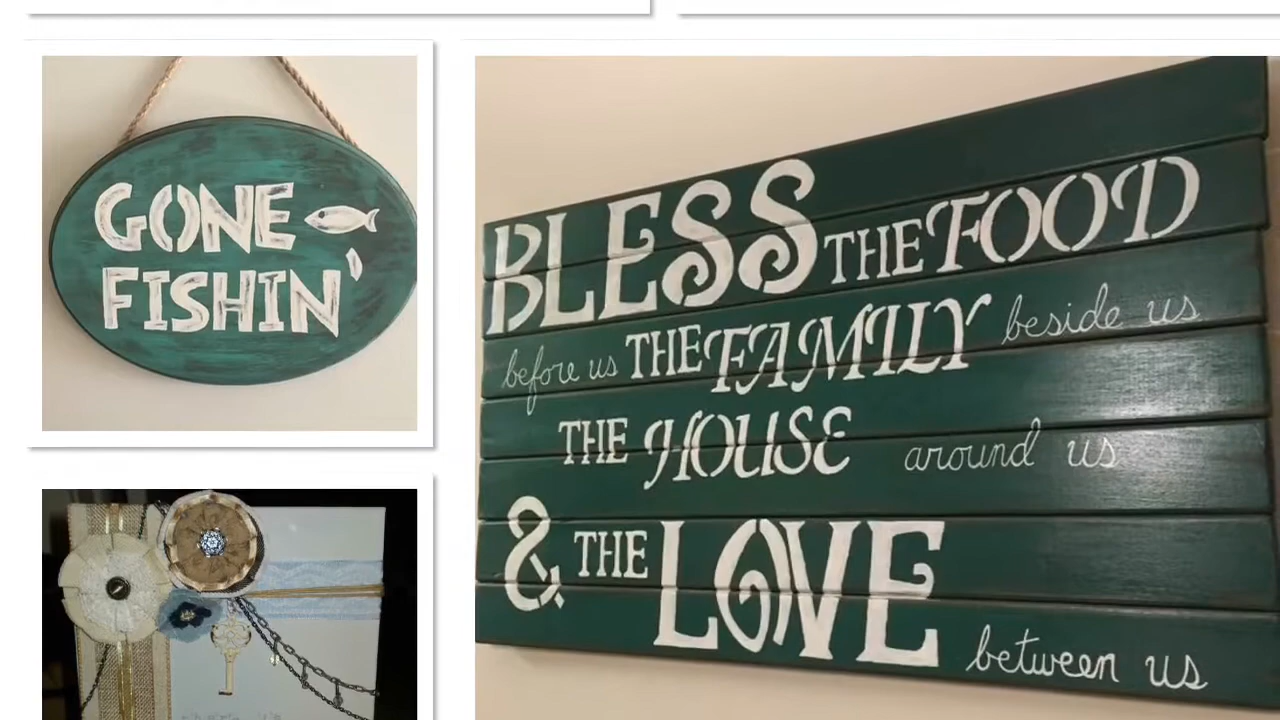 GONE
FISHIN'
BLESS THE FOOD
before us THE FAMILY beside us
THE HOUSE around us
& THE LOVE
between us